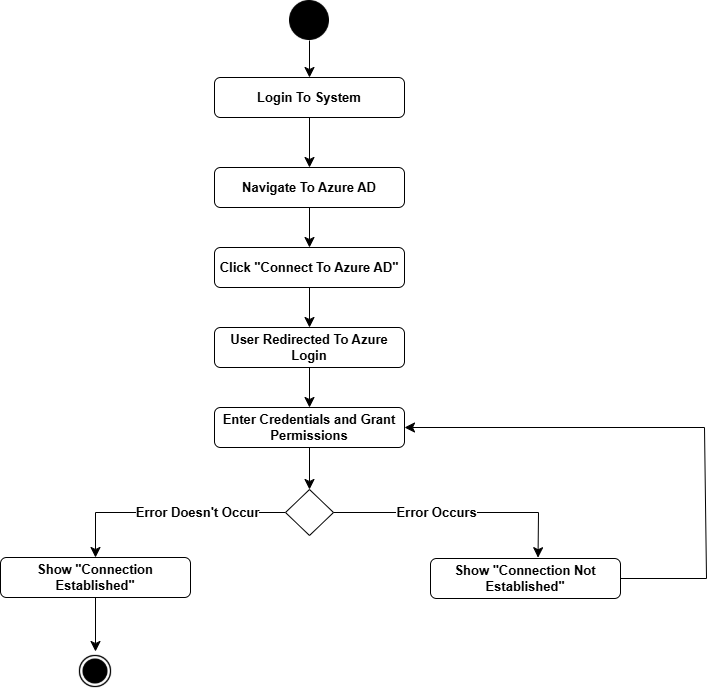 Login To System
Navigate To Azure AD
Click "Connect To Azure AD"
User Redirected To Azure
Login
Enter Credentials and Grant
Permissions
Error Doesn't Occur
Error Occurs
Show "Connection
Established"
Show "Connection Not
Established"